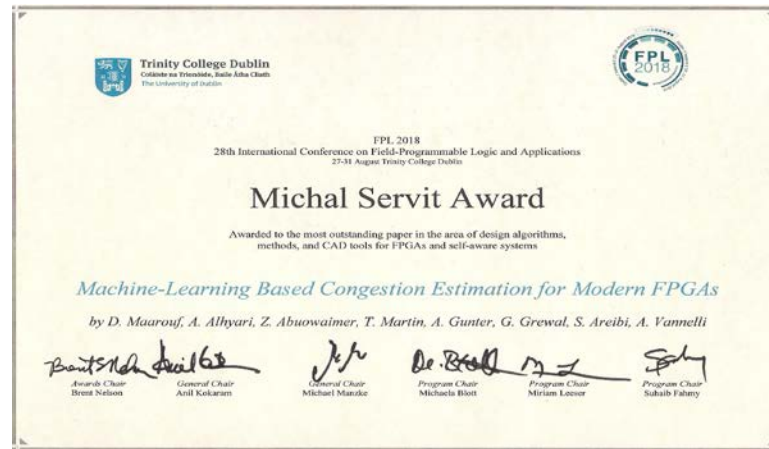 Trinity College Dublin
Coláiste na Tríonóide, Baile Átha Cliath
The University of Dublin
FPL
2018
FPL 2018
28th International Conference on Field-Programmable Logic and Applications
27-31 August Trinity College Dublin
Michal Servit Award
Awarded to the most outstanding paper in the area of design algorithms,
methods, and CAD tools for FPGAs and self-aware systems
Machine-Learning Based Congestion Estimation for Modern FPGAs
by D. Maarouf, A. Alhyari, Z. Abuowaimer, T. Martin, A. Gunter, G. Grewal, S. Areibi, A. Vannelli
Awards Chair General Chair General Chair Program Chair Program Chair Program Chair
Brent Nelson Anil Kokaram Michael Manzke Michaela Blott Miriam Leeser Suhaib Fahmy